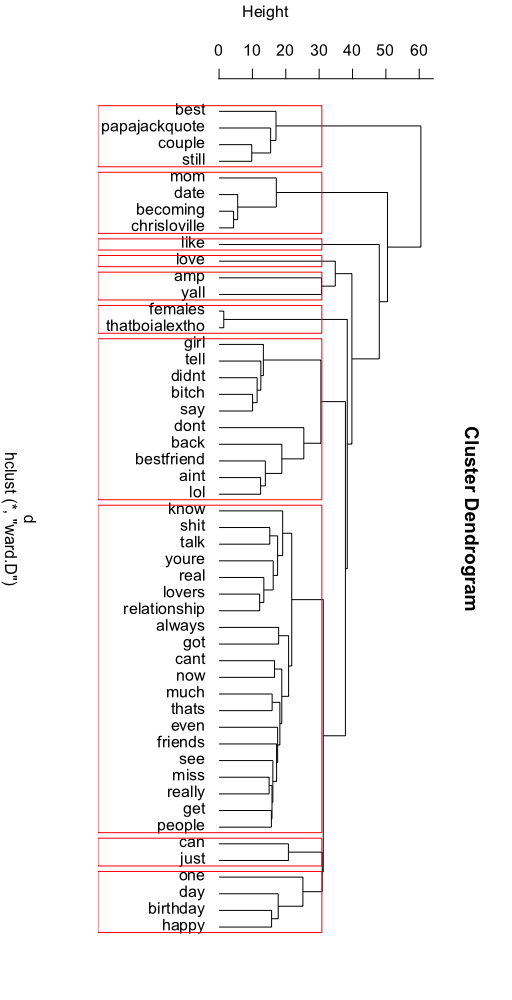 Height
0 10 20 30 40 50 60
best
papajackquote
couple
still
mom
date
becoming
chrisloville
like
love
amp
yall
females
thatboialextho
girl
tell
didnt
bitch
say
dont
back
bestfriend
aint
lol
know
shit
talk
youre
real
lovers
relationship
always
got
cant
now
much
thats
even
friends
see
miss
really
get
people
can
just
one
day
birthday
happy
Cluster Dendrogram
d
hclust (*, "ward.D")